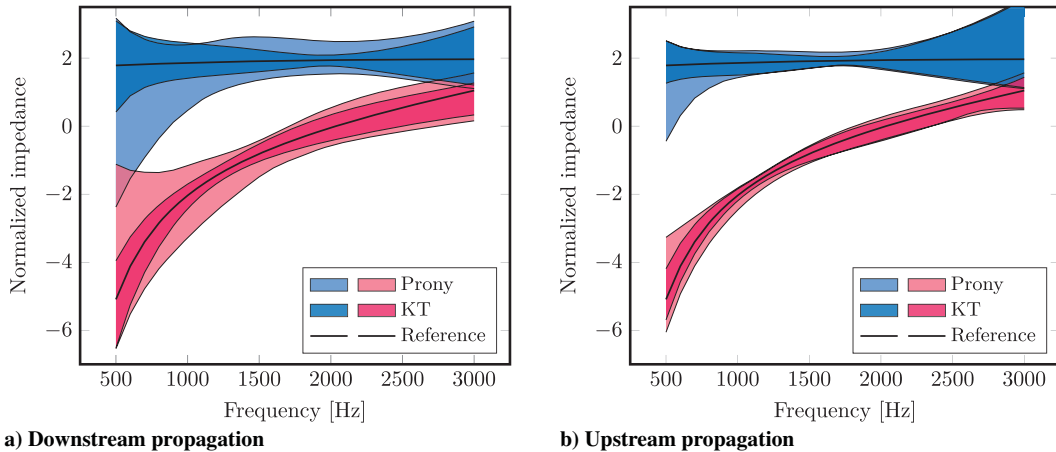 Normalized impedance
2
0
−2
−4
−6
Prony
KT
Reference
500 1000 1500 2000 2500 3000
Frequency [Hz]
a) Downstream propagation
Normalized impedance
2
0
−2
−4
−6
Prony
KT
Reference
500 1000 1500 2000 2500 3000
Frequency [Hz]
b) Upstream propagation